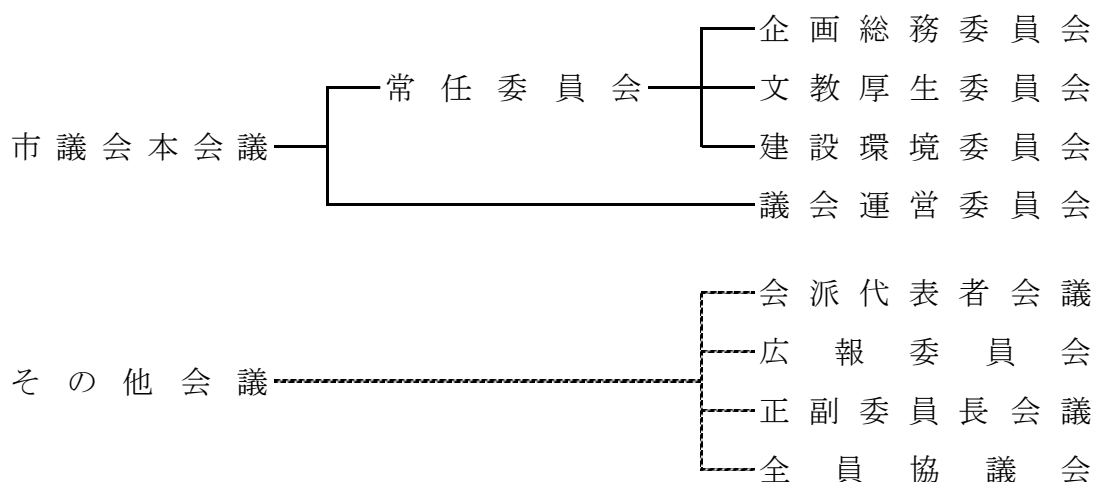 企画総務委員会
常任委員会
文教厚生委員会
市議会本会議
建設環境委員会
議会運営委員会
会派代表者会議
広報委員会
その他会議
正副委員長会議
全員協議会